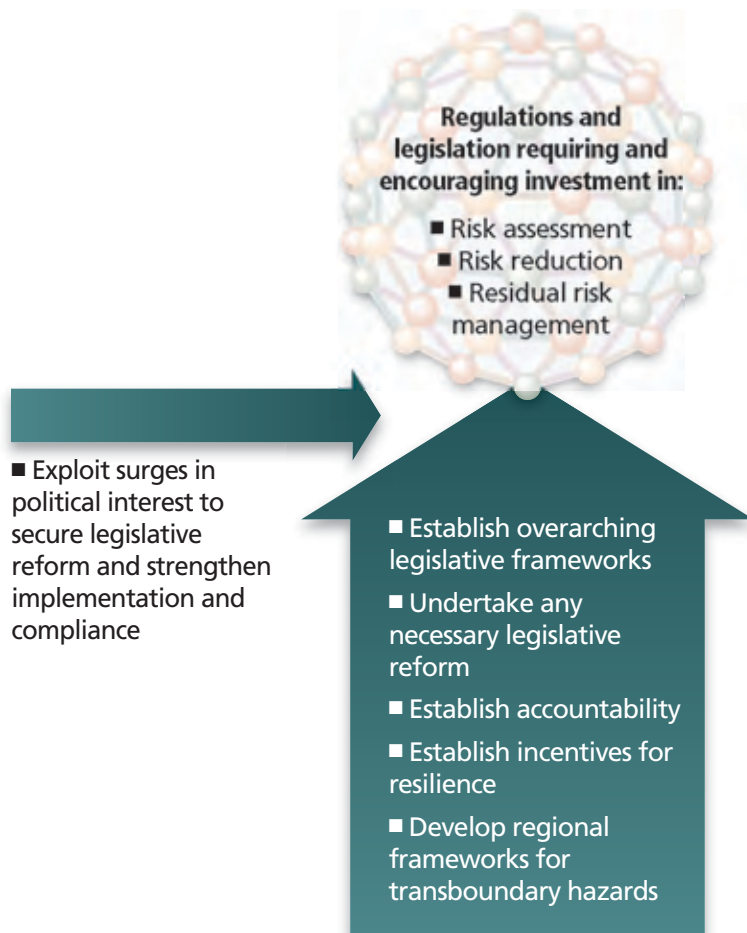 Regulations and
legislation requiring and
encouraging investment in:
■ Risk assessment
■ Risk reduction
■ Residual risk
management
■ Exploit surges in
political interest to
secure legislative
reform and strengthen
implementation and
compliance
■ Establish overarching
legislative frameworks
■ Undertake any
necessary legislative
reform
■ Establish accountability
■ Establish incentives for
resilience
■ Develop regional
frameworks for
transboundary hazards